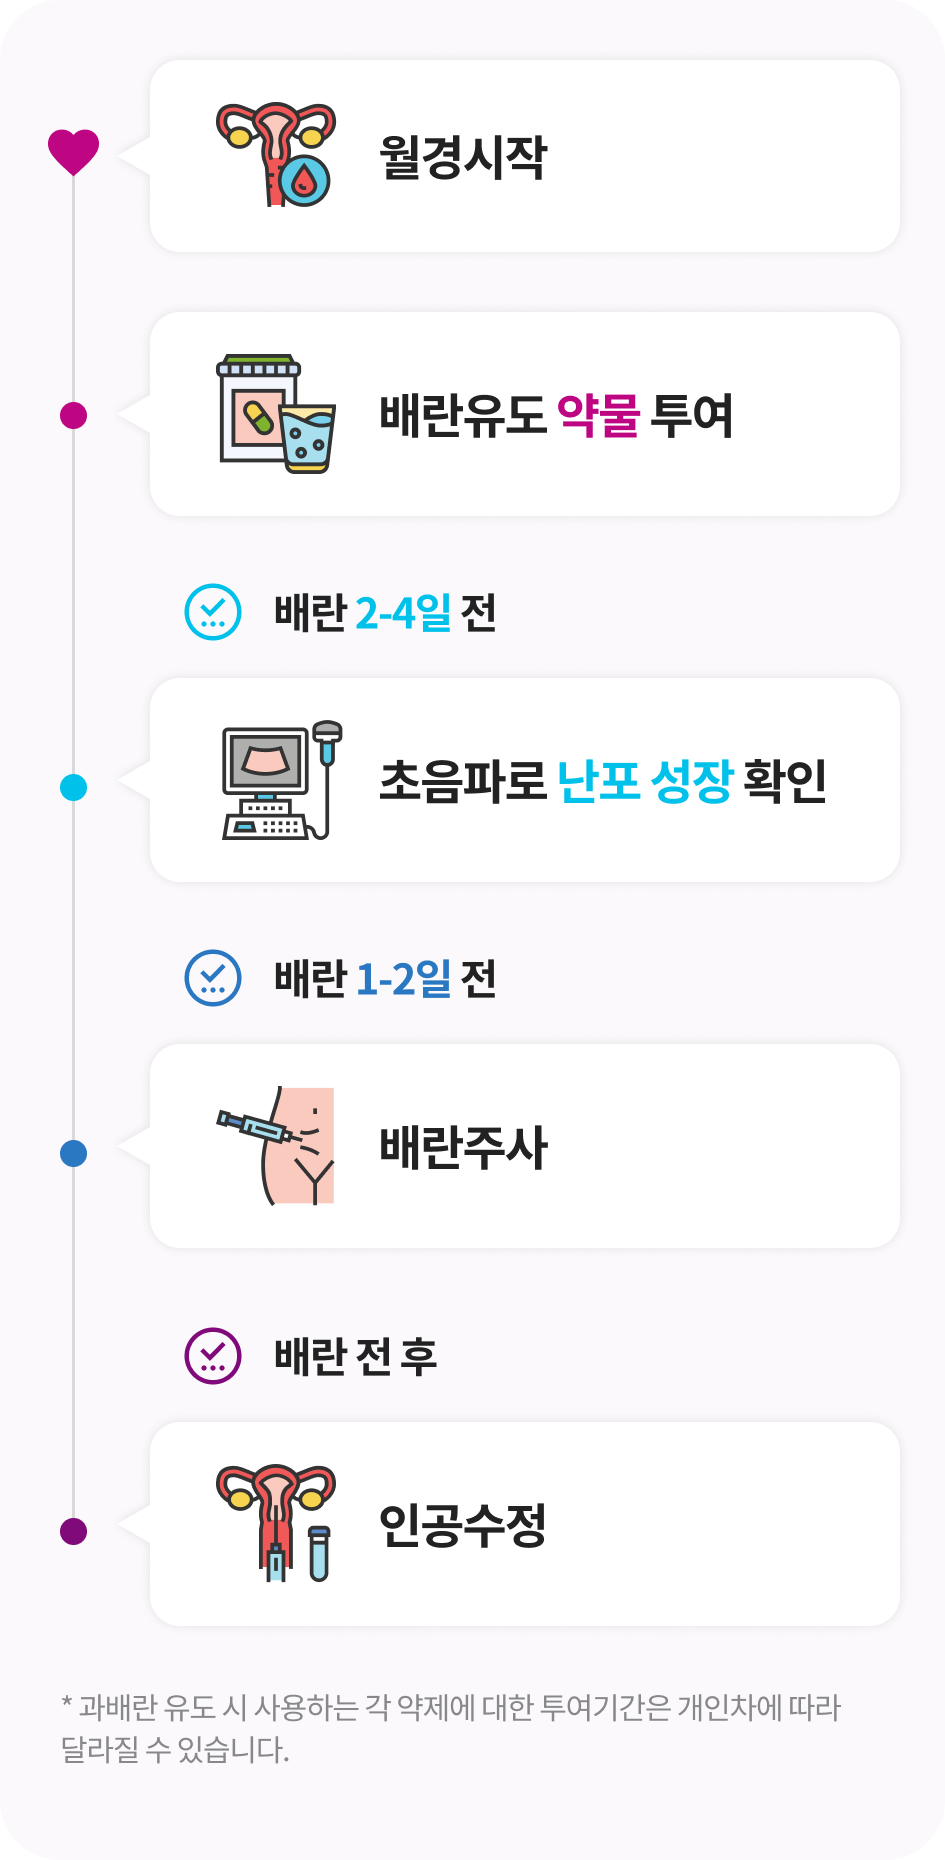 월경시작
배란유도 약물 투여
배란 2-4일 전
초음파로 난포 성장 확인
배란 1-2일 전
배란주사
배란 전 후
인공수정
* 과배란 유도 시 사용하는 각 약제에 대한 투여기간은 개인차에 따라
달라질 수 있습니다.